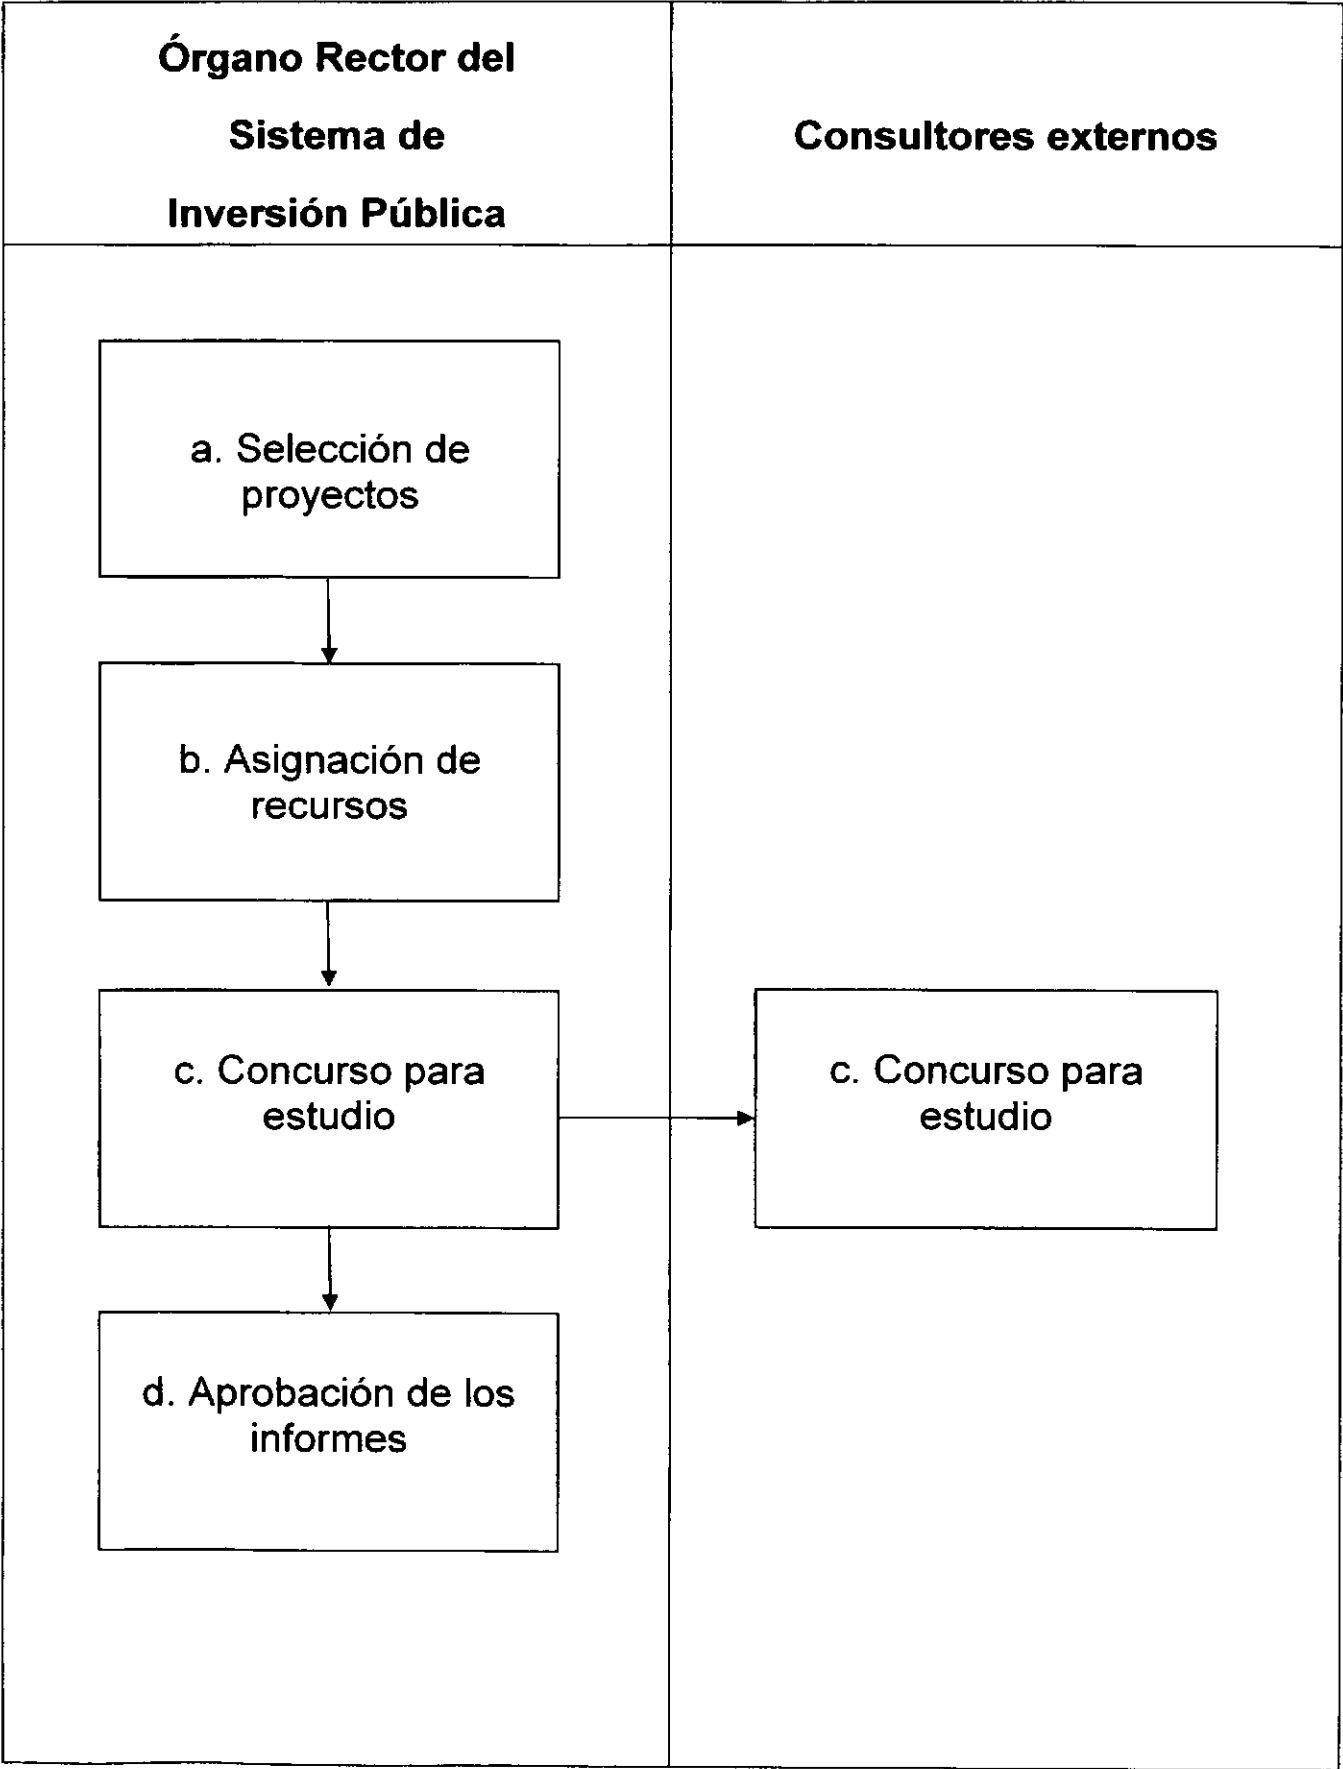 Órgano Rector del
Sistema de
Inversión Pública
Consultores externos
a. Selección de
proyectos
b. Asignación de
recursos
c. Concurso para
estudio
c. Concurso para
estudio
d. Aprobación de los
informes